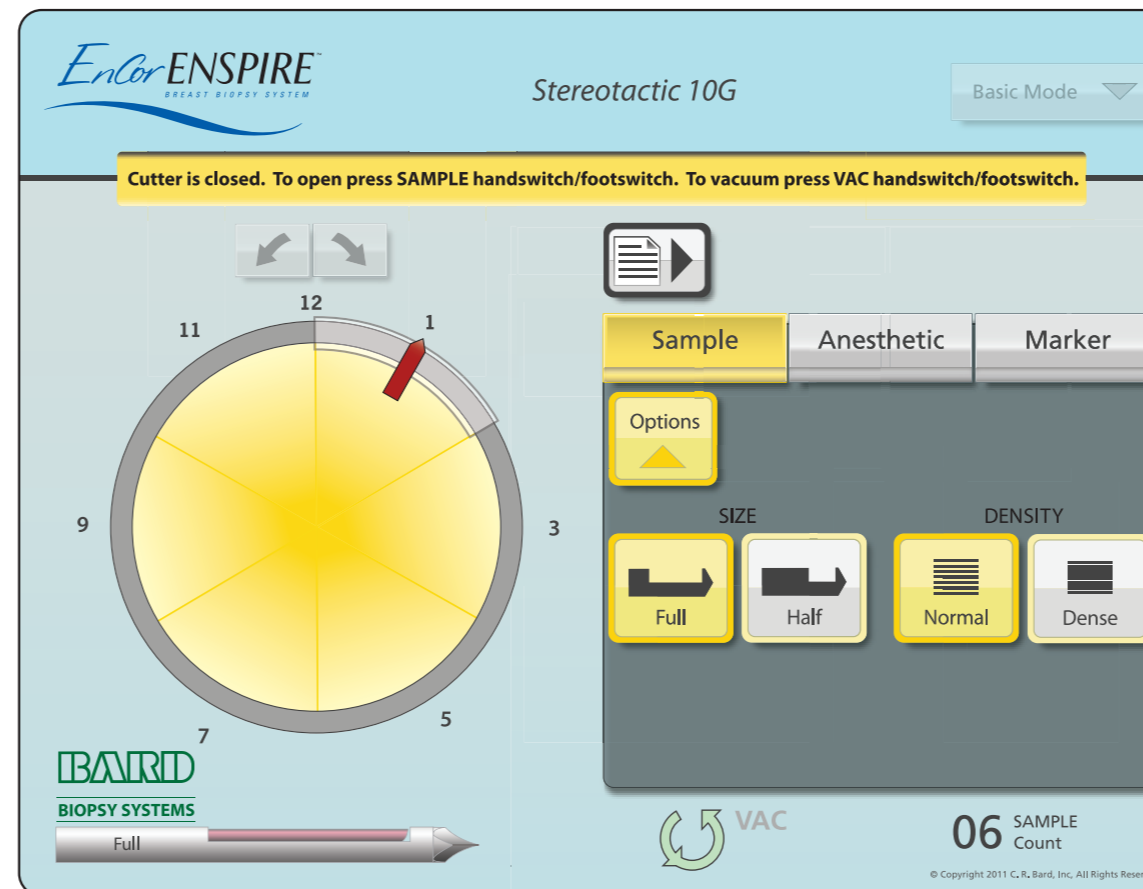 EnCor ENSPIRE™
BREAST BIOPSY SYSTEM
Stereotactic 10G
Basic Mode
Cutter is closed. To open press SAMPLE handswitch/footswitch. To vacuum press VAC handswitch/footswitch.
12
11
1
9
3
7
5
Sample
Anesthetic
Marker
Options
SIZE
DENSITY
Full
Half
Normal
Dense
BARD
BIOPSY SYSTEMS
Full
VAC
06 SAMPLE
Count
© Copyright 2011 C. R. Bard, Inc, All Rights Reser